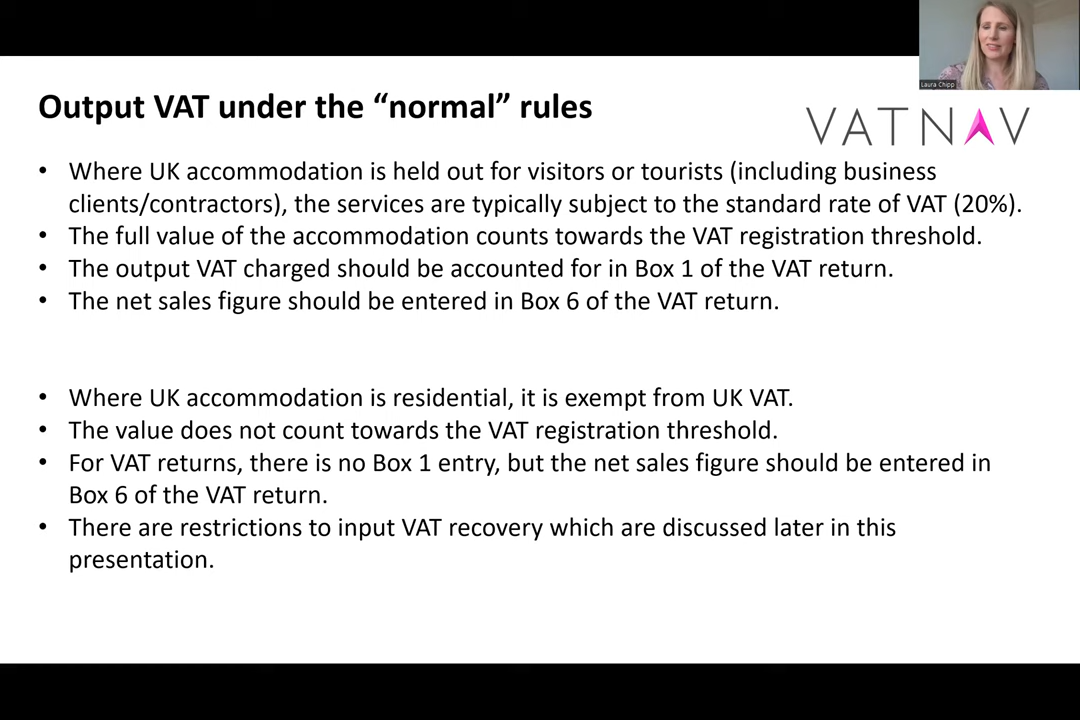 Laura Chipp
Output VAT under the “normal” rules
VATNAV
• Where UK accommodation is held out for visitors or tourists (including business
clients/contractors), the services are typically subject to the standard rate of VAT (20%).
• The full value of the accommodation counts towards the VAT registration threshold.
• The output VAT charged should be accounted for in Box 1 of the VAT return.
• The net sales figure should be entered in Box 6 of the VAT return.
• Where UK accommodation is residential, it is exempt from UK VAT.
• The value does not count towards the VAT registration threshold.
• For VAT returns, there is no Box 1 entry, but the net sales figure should be entered in
Box 6 of the VAT return.
• There are restrictions to input VAT recovery which are discussed later in this
presentation.